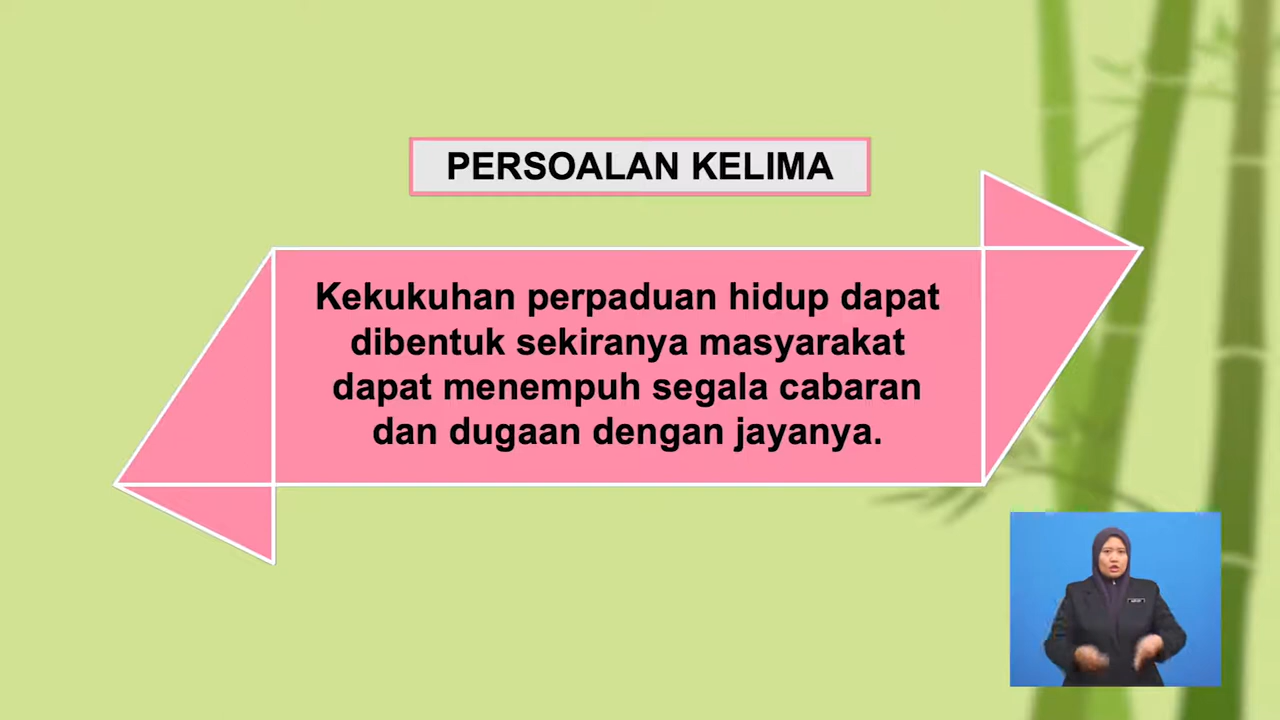 PERSOALAN KELIMA
Kekukuhan perpaduan hidup dapat
dibentuk sekiranya masyarakat
dapat menempuh segala cabaran
dan dugaan dengan jayanya.